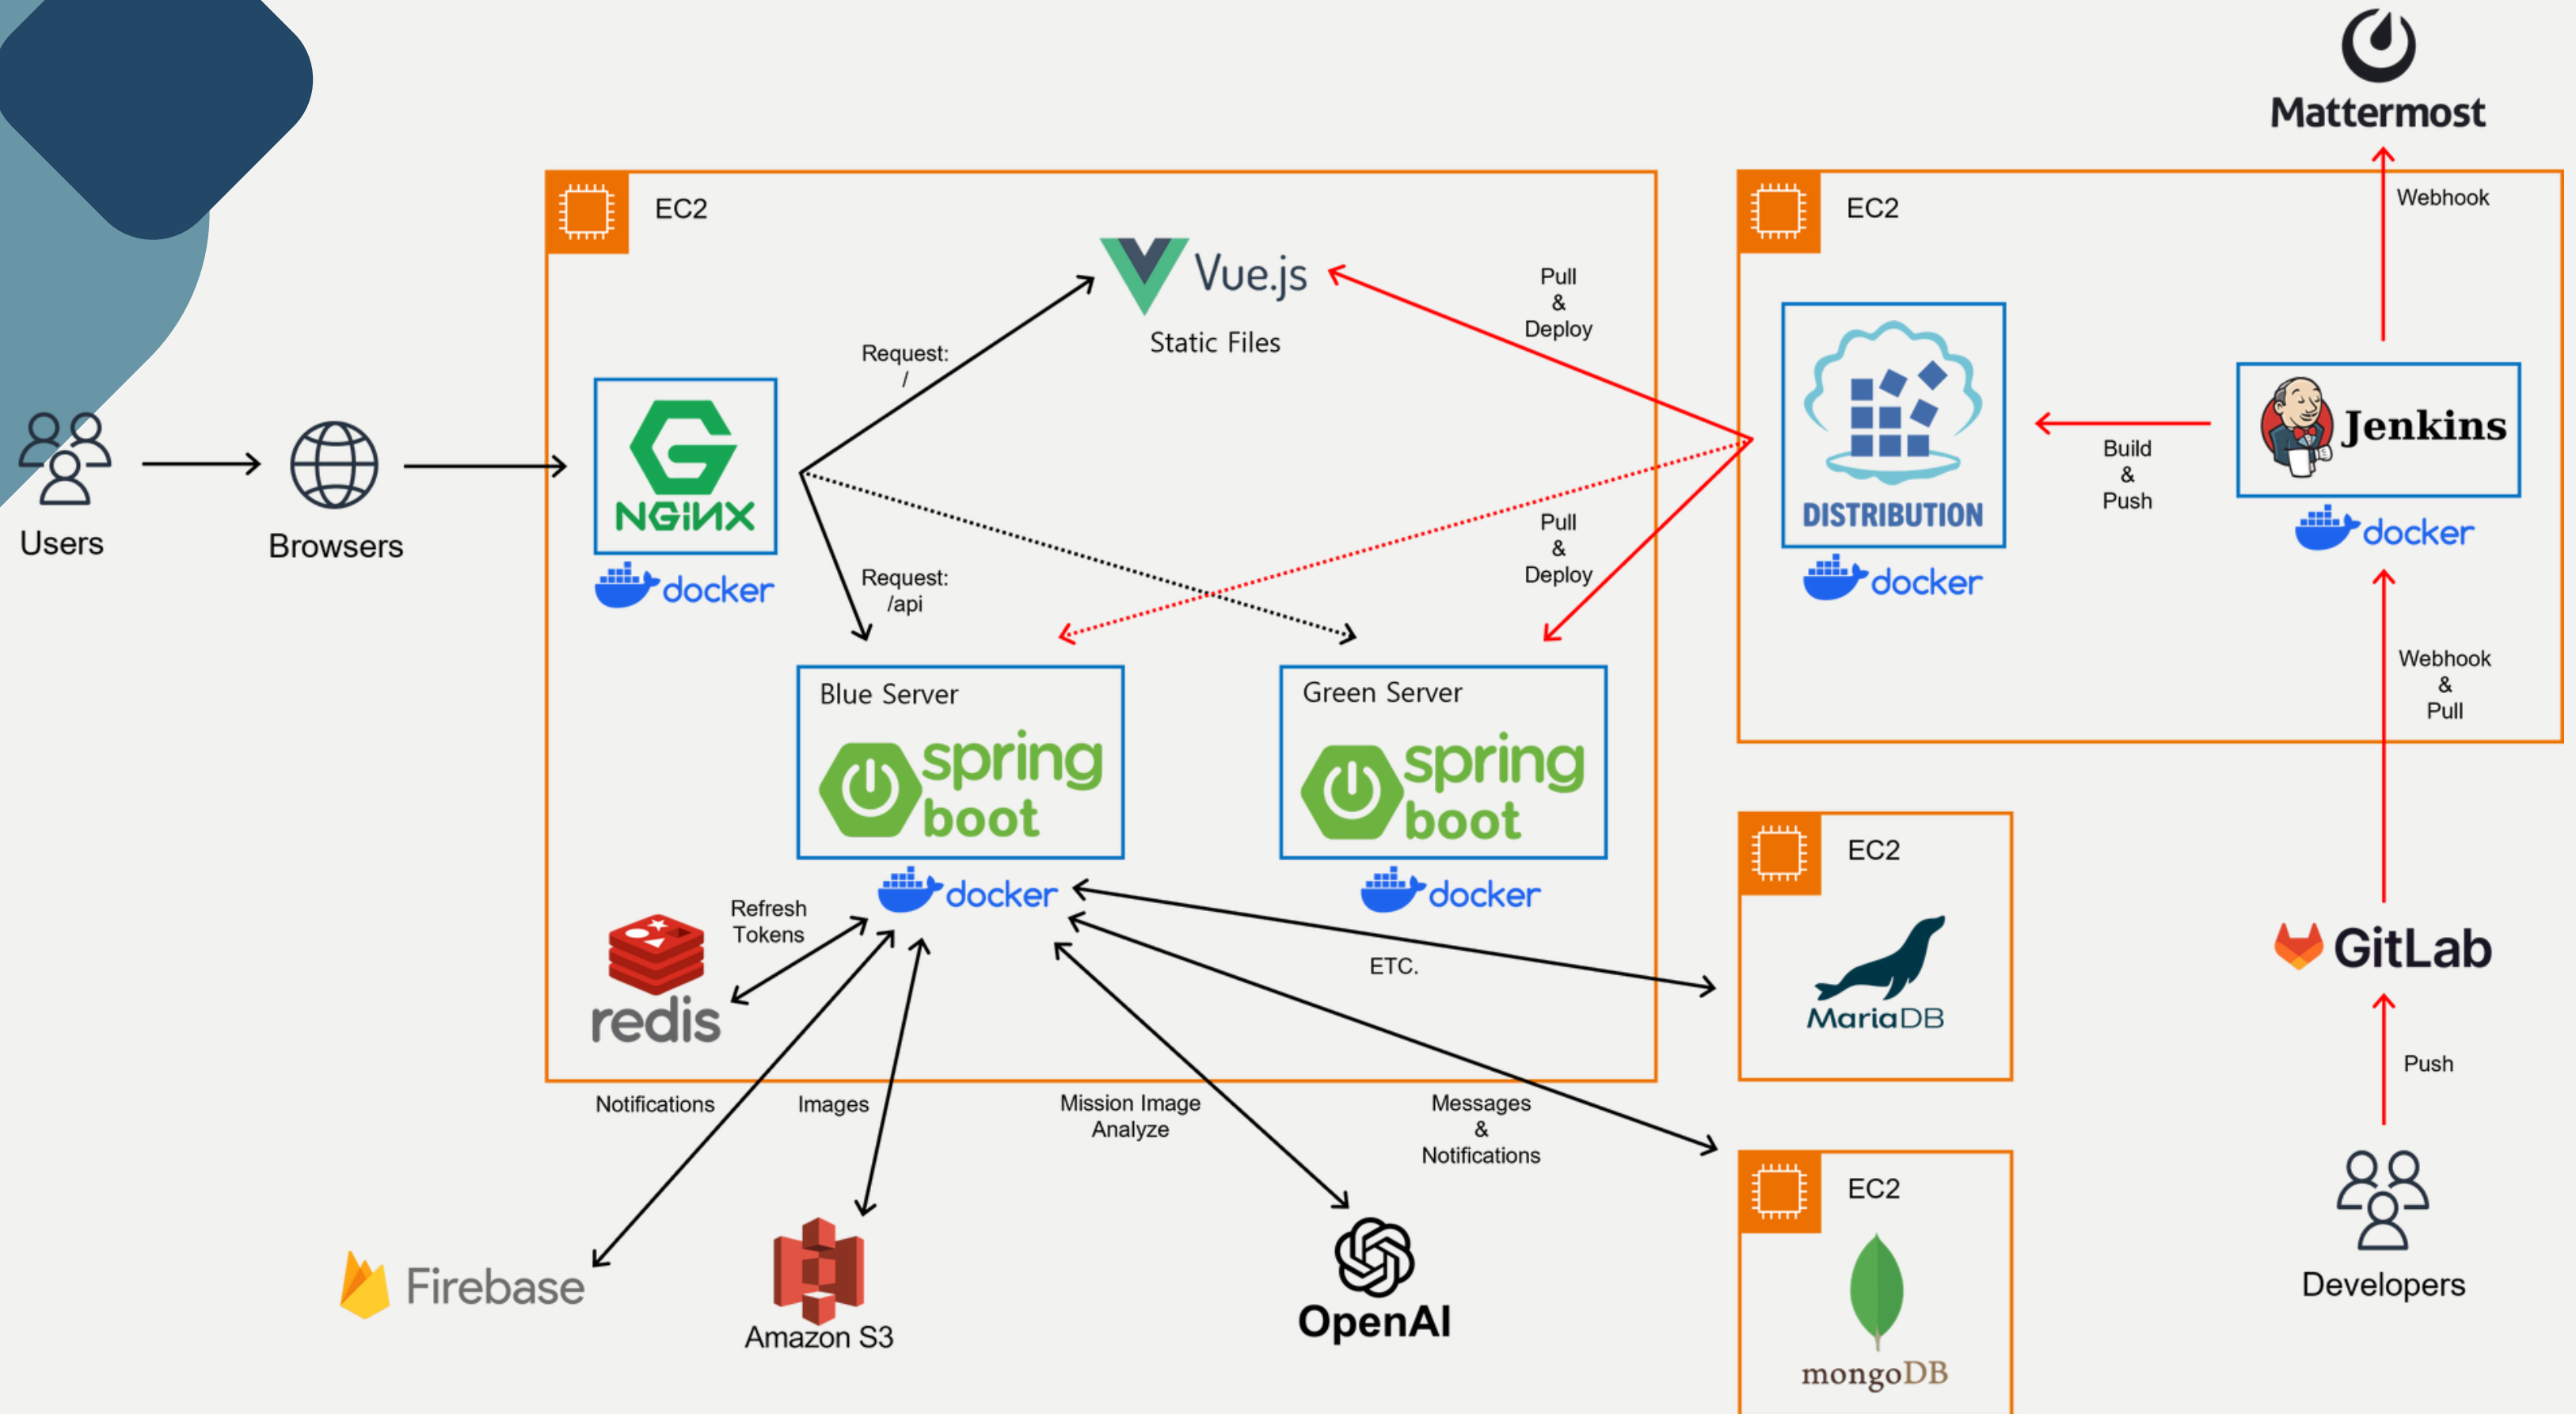 Mattermost
EC2
EC2
Webhook
Vue.js
Static Files
Pull
&
Deploy
Request:
/
NGINX
docker
Users
Browsers
DISTRIBUTION
docker
Build
&
Push
Jenkins
docker
Request:
/api
Pull
&
Deploy
Webhook
&
Pull
Blue Server
spring
boot
docker
Green Server
spring
boot
docker
EC2
MariaDB
Refresh
Tokens
redis
ETC.
GitLab
Push
Notifications
Images
Mission Image
Analyze
Messages
&
Notifications
EC2
mongoDB
Firebase
Amazon S3
OpenAI
Developers